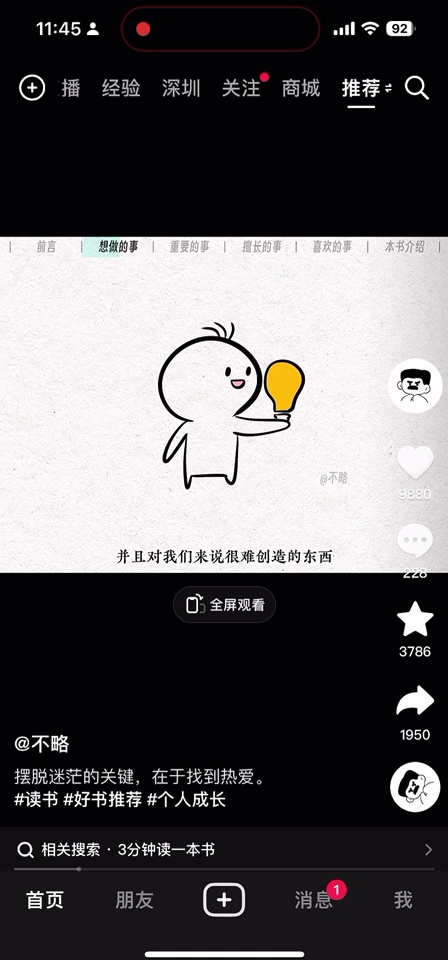 11:45
92
播 经验 深圳 关注 商城 推荐
前言 想做的事 重要的事 擅长的事 喜欢的事 本书介绍
@不略
并且对我们来说很难创造的东西
9880
228
全屏观看
3786
1950
@不略
摆脱迷茫的关键，在于找到热爱。
#读书 #好书推荐 #个人成长
相关搜索 · 3分钟读一本书
首页 朋友 消息 1 我